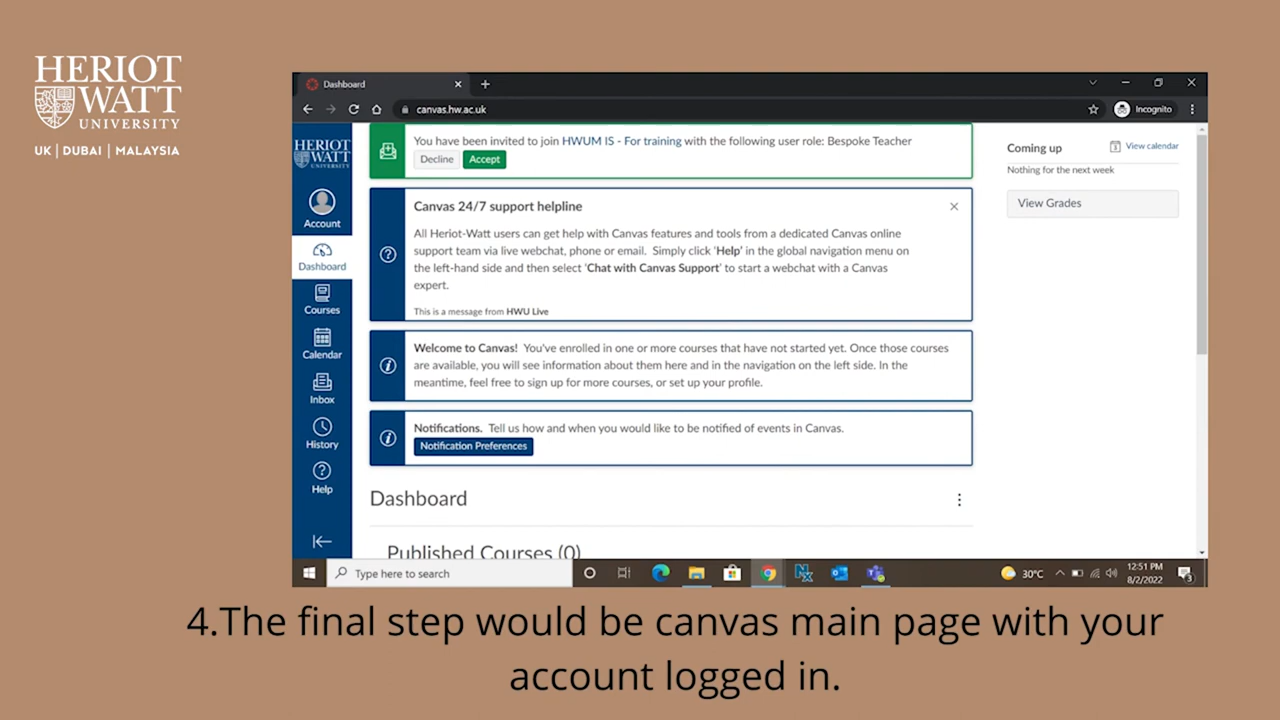 HERIOT
WATT
UNIVERSITY
UK | DUBAI | MALAYSIA
Dashboard
canvas.hw.ac.uk
Incognito
HERIOT
WATT
UNIVERSITY
Account
Dashboard
Courses
Calendar
Inbox
History
Help
You have been invited to join HWUM IS - For training with the following user role: Bespoke Teacher
Decline Accept
Canvas 24/7 support helpline
All Heriot-Watt users can get help with Canvas features and tools from a dedicated Canvas online
support team via live webchat, phone or email. Simply click 'Help' in the global navigation menu on
the left-hand side and then select 'Chat with Canvas Support' to start a webchat with a Canvas
expert.
This is a message from HWU Live
Welcome to Canvas! You've enrolled in one or more courses that have not started yet. Once those courses
are available, you will see information about them here and in the navigation on the left side. In the
meantime, feel free to sign up for more courses, or set up your profile.
Notifications. Tell us how and when you would like to be notified of events in Canvas.
Notification Preferences
Dashboard
Published Courses (0)
Coming up View calendar
Nothing for the next week
View Grades
Type here to search
30°C
12:51 PM
8/2/2022
4.The final step would be canvas main page with your
account logged in.